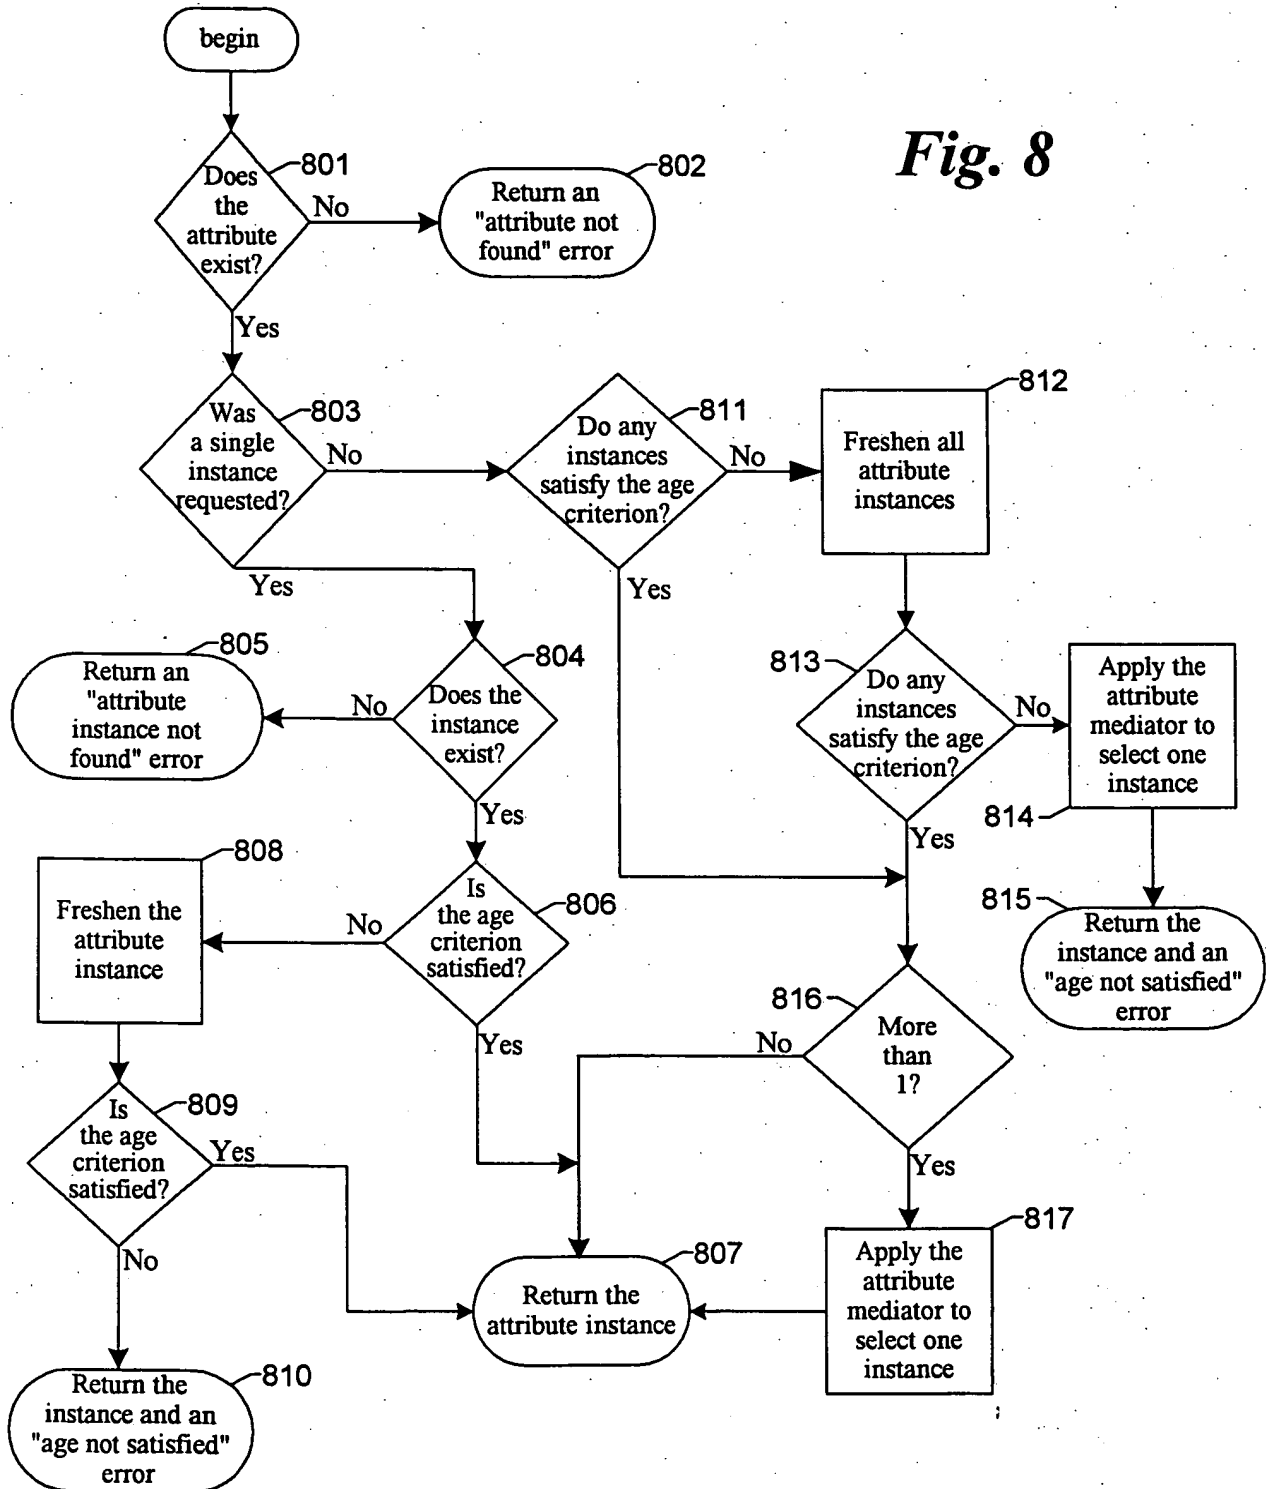 begin
Fig. 8
801
Does
the
attribute
exist?
No
802
Return an
"attribute not
found" error
Yes
803
Was
a single
instance
requested?
No
811
Do any
instances
satisfy the age
criterion?
No
812
Freshen all
attribute
instances
Yes
Yes
805
Return an
"attribute
instance not
found" error
No
804
Does the
instance
exist?
Yes
813
Do any
instances
satisfy the age
criterion?
No
Apply the
attribute
mediator to
select one
instance
814
Yes
808
Freshen the
attribute
instance
No
806
Is
the age
criterion
satisfied?
Yes
815
Return the
instance and an
"age not satisfied"
error
816
More
than
1?
No
Yes
809
Is
the age
criterion
satisfied?
Yes
No
807
Return the
attribute instance
817
Apply the
attribute
mediator to
select one
instance
810
Return the
instance and an
"age not satisfied"
error